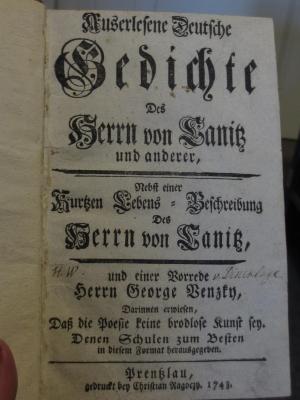 Auserlesene Deutsche
Gedichte
Des
Herrn von Canitz
und anderer,
Nebst einer
Kurtzen Lebens-Beschreibung
Des
Herrn von Canitz,
und einer Vorrede
Herrn George Venzky,
Darinnen erwiesen,
Daß die Poesie keine brodlose Kunst sey.
Denen Schulen zum Besten
in diesem Format herausgegeben.
Prentzlau,
gedruckt bey Christian Ragoczy. 1743.